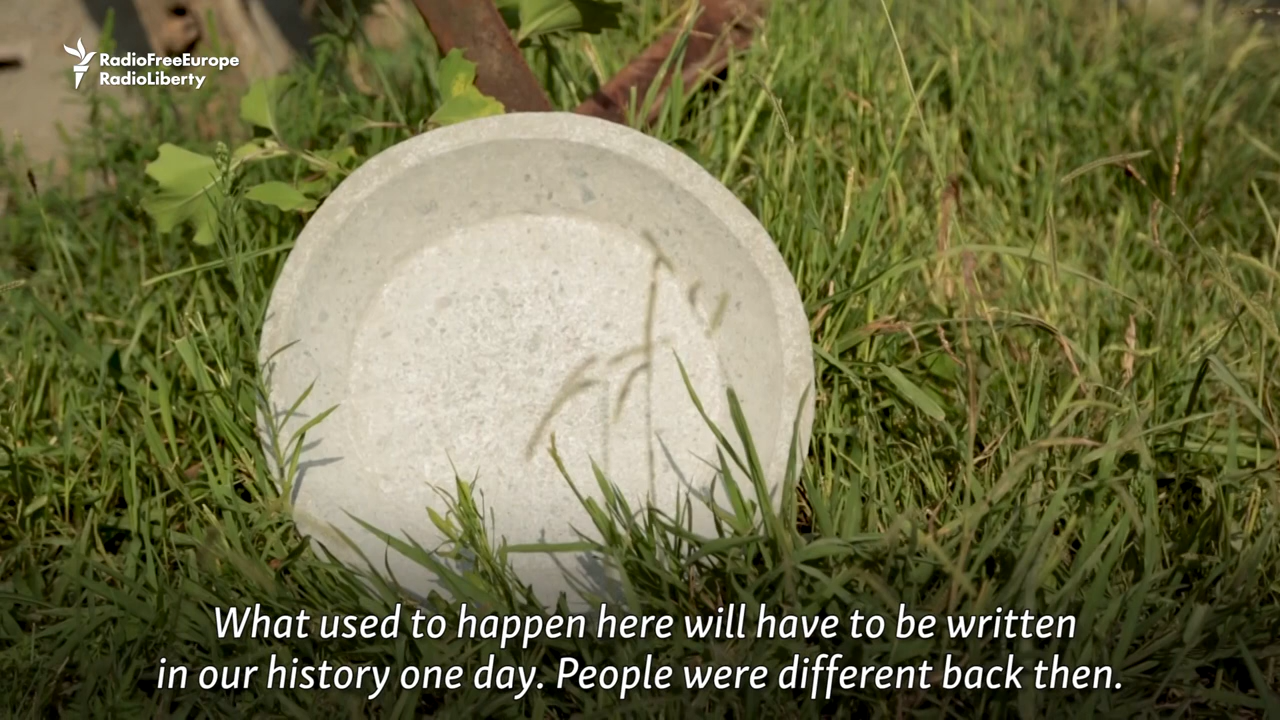 RadioFreeEurope
RadioLiberty
What used to happen here will have to be written
in our history one day. People were different back then.